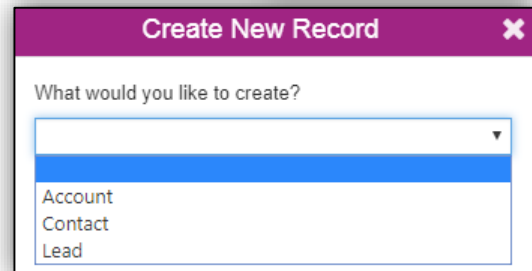 Create New Record
What would you like to create?
Account
Contact
Lead